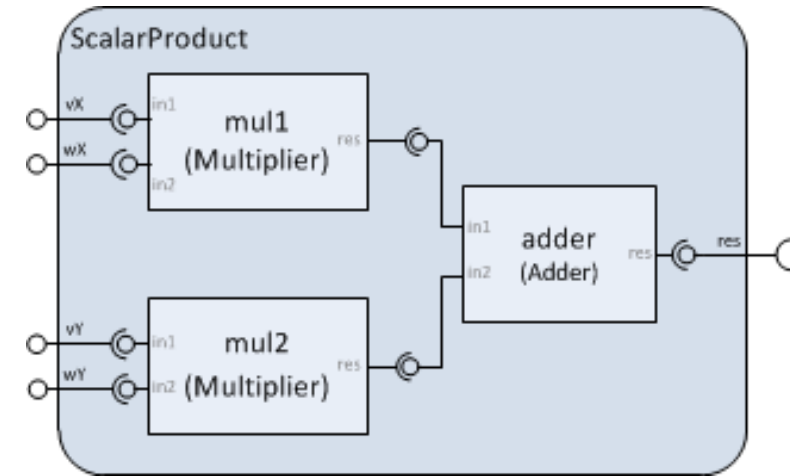 ScalarProduct
vX
in1
mul1
(Multiplier)
res
wX
in2
in1
adder
(Adder)
res
res
in2
vY
in1
mul2
(Multiplier)
res
wY
in2